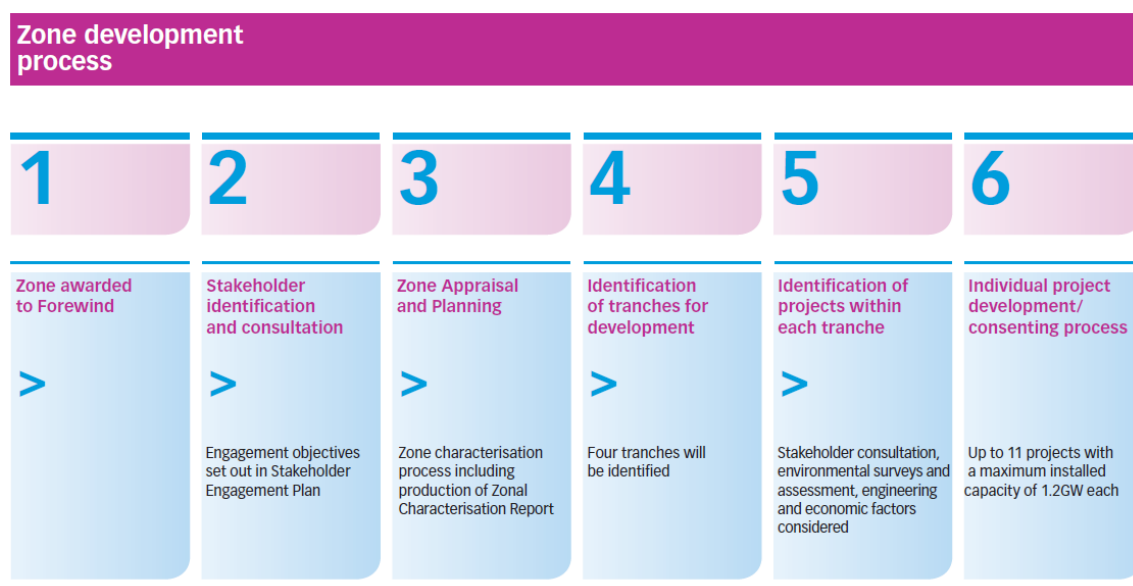 Zone development
process
1
2
3
4
5
6
Zone awarded
to Forewind
>
Stakeholder
identification
and consultation
>
Engagement objectives
set out in Stakeholder
Engagement Plan
Zone Appraisal
and Planning
>
Zone characterisation
process including
production of Zonal
Characterisation Report
Identification
of tranches for
development
>
Four tranches will
be identified
Identification of
projects within
each tranche
>
Stakeholder consultation,
environmental surveys and
assessment, engineering
and economic factors
considered
Individual project
development/
consenting process
Up to 11 projects with
a maximum installed
capacity of 1.2GW each